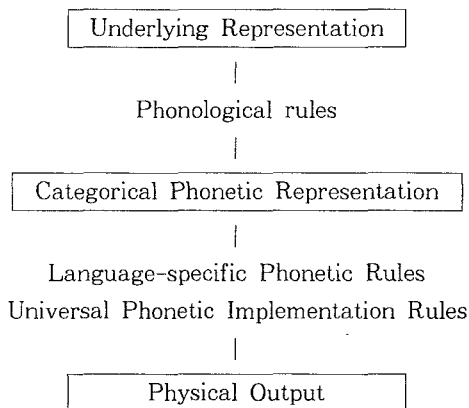 Underlying Representation
Phonological rules
Categorical Phonetic Representation
Language-specific Phonetic Rules
Universal Phonetic Implementation Rules
Physical Output